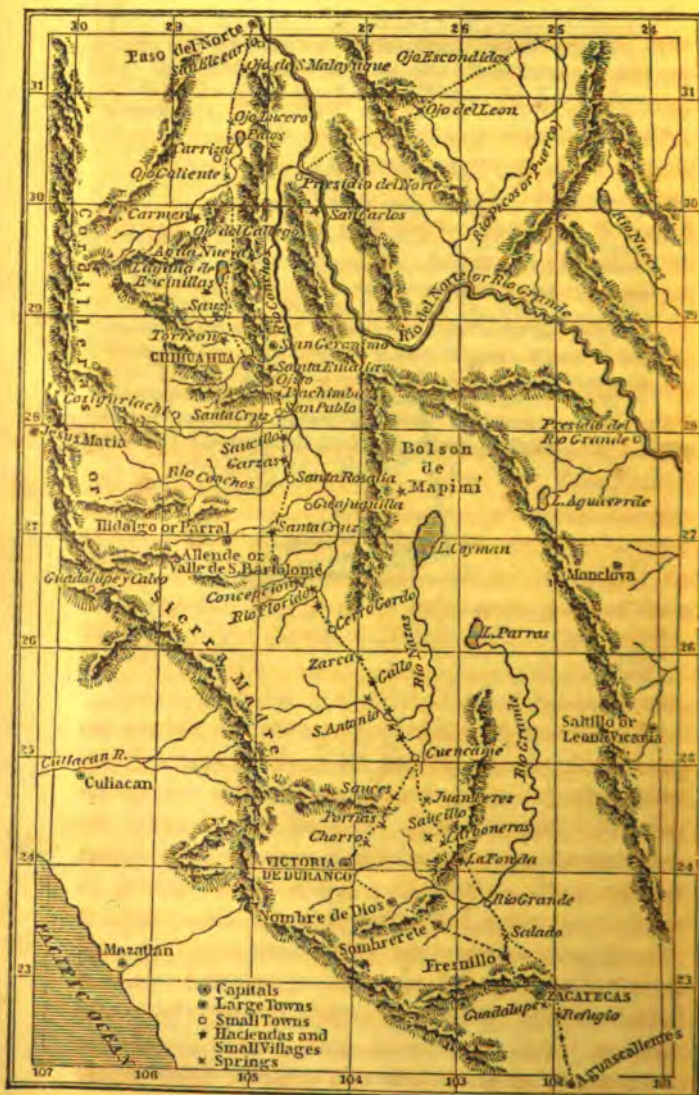 30 29 28 27 26 25 24
Paso del Norte
San Elceario
Ojo de S. Malayuque
Ojo Escondido
31 31
Ojo del Leon
Ojo Lucero
Patos
Carrizal
Rio Pecos or Puerco
Ojo Caliente
Presidio del Norte
30 30
Carmen
San Carlos
Ojo del Callego
Rio Nueces
Agua Nueva
Laguna de
Encinillas
Rio Conchos
Rio del Norte or Rio Grande
29 29
Sauz
Torreon
San Geronimo
CHIHUAHUA
Santa Eulalia
Ojito
Bachimba
Cosiguriachi
Santa Cruz
San Pablo
28 28
Presidio del
Rio Grande
Jesus Maria
Saucillo
Garzas
Bolson
de
Mapimí
Rio Conchos
Santa Rosalia
L. Aguaverde
Guajuquilla
Cordilleras or Sierra Madre
27 27
Hidalgo or Parral
Santa Cruz
Allende or
Valle de S. Bartolomé
L. Cayman
Monclova
Guadalupe y Calvo
Concepcion
Rio Florido
Cerro Gordo
26 26
L. Parras
Zarca
Gallo
Rio Nazas
S. Antonio
Rio Grande
Saltillo or
Leona Vicaria
25 25
Cuencamé
Culiacan R.
Culiacan
Sauces
Juan Perez
Porras
Saucillo
Chorro
Carboneras
24 24
VICTORIA
DE DURANGO
La Fonda
Nombre de Dios
Rio Grande
Sombrerete
Salado
Mazatlan
Fresnillo
23 23
PACIFIC OCEAN
ZACATECAS
Guadalupe
Refugio
Capitals
Large Towns
Small Towns
Haciendas and
Small Villages
Springs
Aguascalientes
107 106 105 104 103 102 101